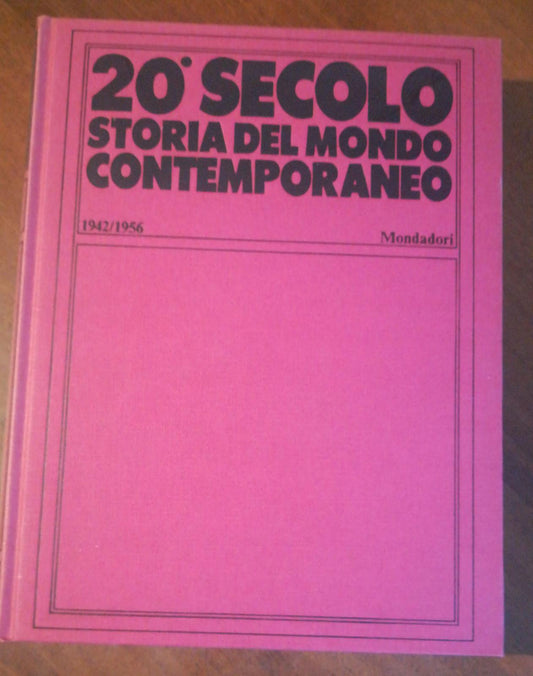 20° SECOLO
STORIA DEL MONDO
CONTEMPORANEO
1942/1956 Mondadori